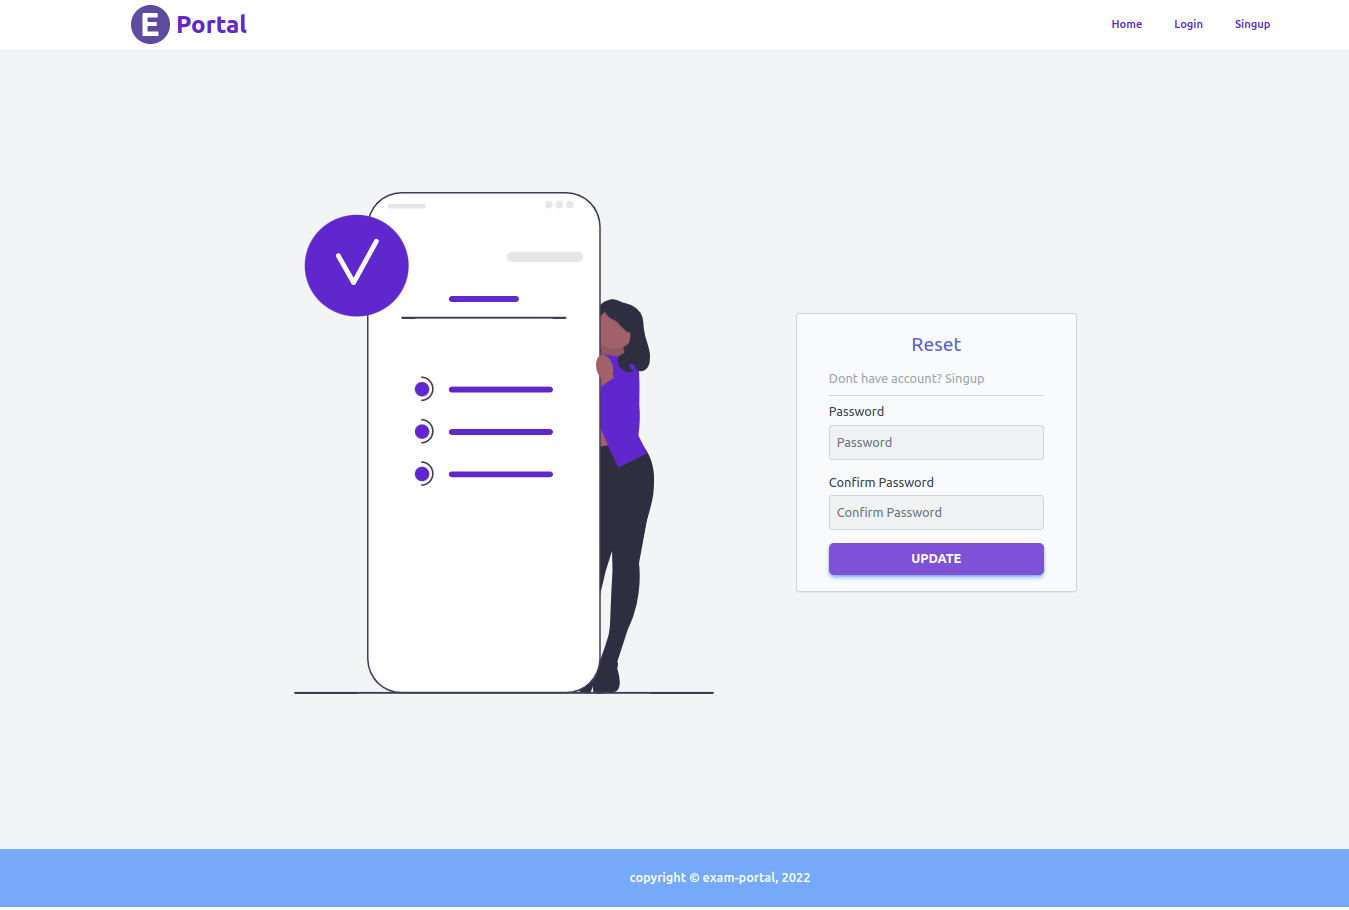 E Portal
Home Login Singup
Reset
Dont have account? Singup
Password
Password
Confirm Password
Confirm Password
UPDATE
copyright © exam-portal, 2022